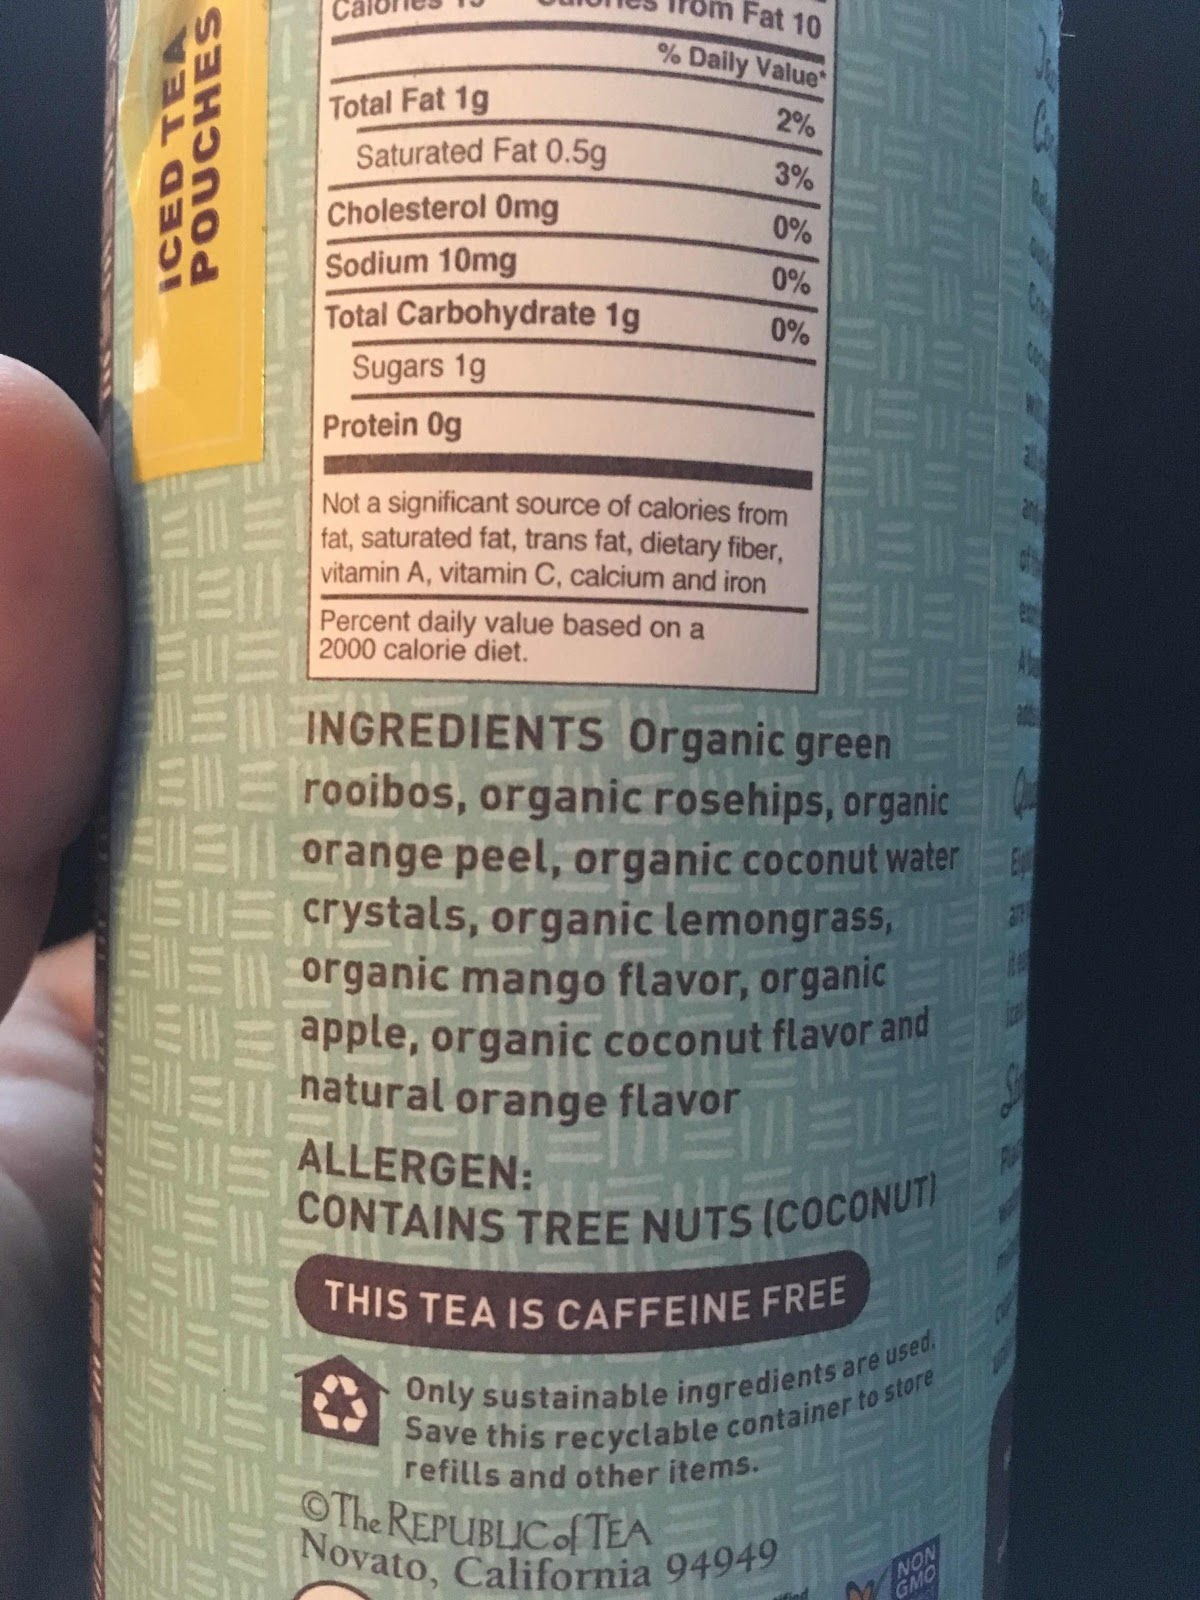 ICED TEA
POUCHES
Calories 15 Calories from Fat 10
% Daily Value*
Total Fat 1g 2%
Saturated Fat 0.5g 3%
Cholesterol 0mg 0%
Sodium 10mg 0%
Total Carbohydrate 1g 0%
Sugars 1g
Protein 0g
Not a significant source of calories from
fat, saturated fat, trans fat, dietary fiber,
vitamin A, vitamin C, calcium and iron
Percent daily value based on a
2000 calorie diet.
INGREDIENTS Organic green
rooibos, organic rosehips, organic
orange peel, organic coconut water
crystals, organic lemongrass,
organic mango flavor, organic
apple, organic coconut flavor and
natural orange flavor
ALLERGEN:
CONTAINS TREE NUTS (COCONUT)
THIS TEA IS CAFFEINE FREE
Only sustainable ingredients are used.
Save this recyclable container to store
refills and other items.
©The REPUBLIC of TEA
Novato, California 94949
NON
GMO